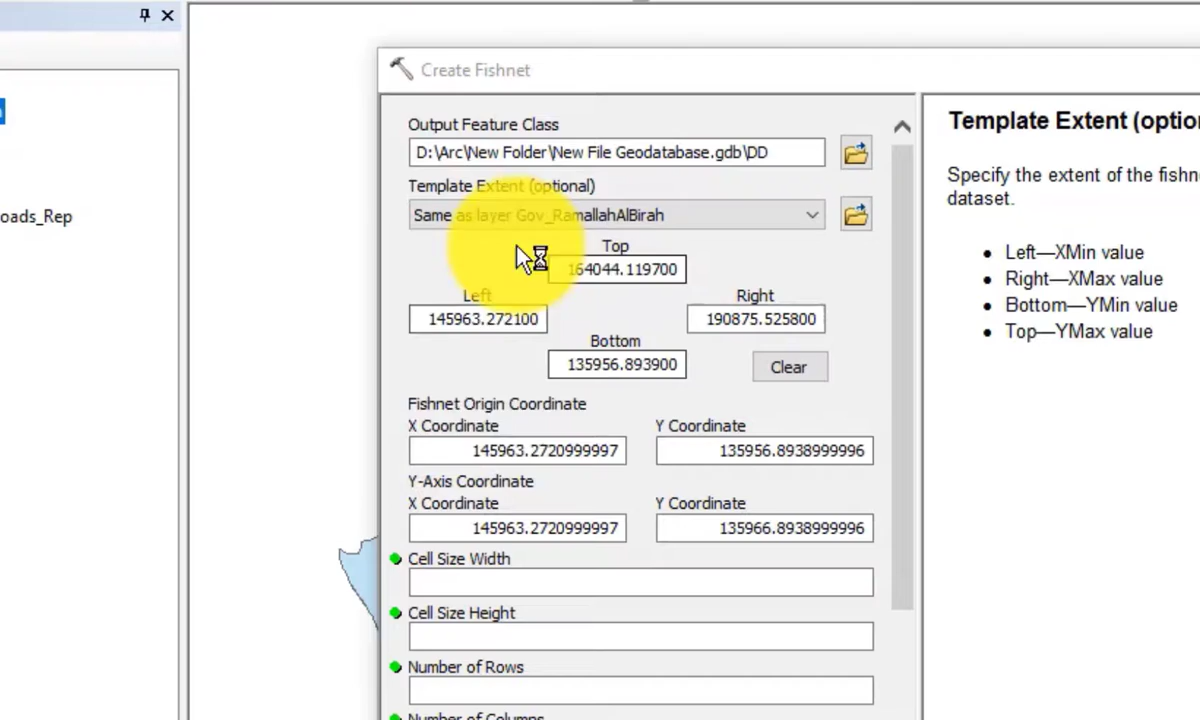 Create Fishnet
Output Feature Class
D:\Arc\New Folder\New File Geodatabase.gdb\DD
Template Extent (optional)
Same as layer Gov_RamallahAlBirah
Top
164044.119700
Left
Right
145963.272100
190875.525800
Bottom
135956.893900
Clear
Fishnet Origin Coordinate
X Coordinate
Y Coordinate
145963.2720999997
135956.8938999996
Y-Axis Coordinate
X Coordinate
Y Coordinate
145963.2720999997
135966.8938999996
Cell Size Width
Cell Size Height
Number of Rows
Number of Columns
oads_Rep
Template Extent (optio
Specify the extent of the fishn
dataset.
Left—XMin value
Right—XMax value
Bottom—YMin value
Top—YMax value